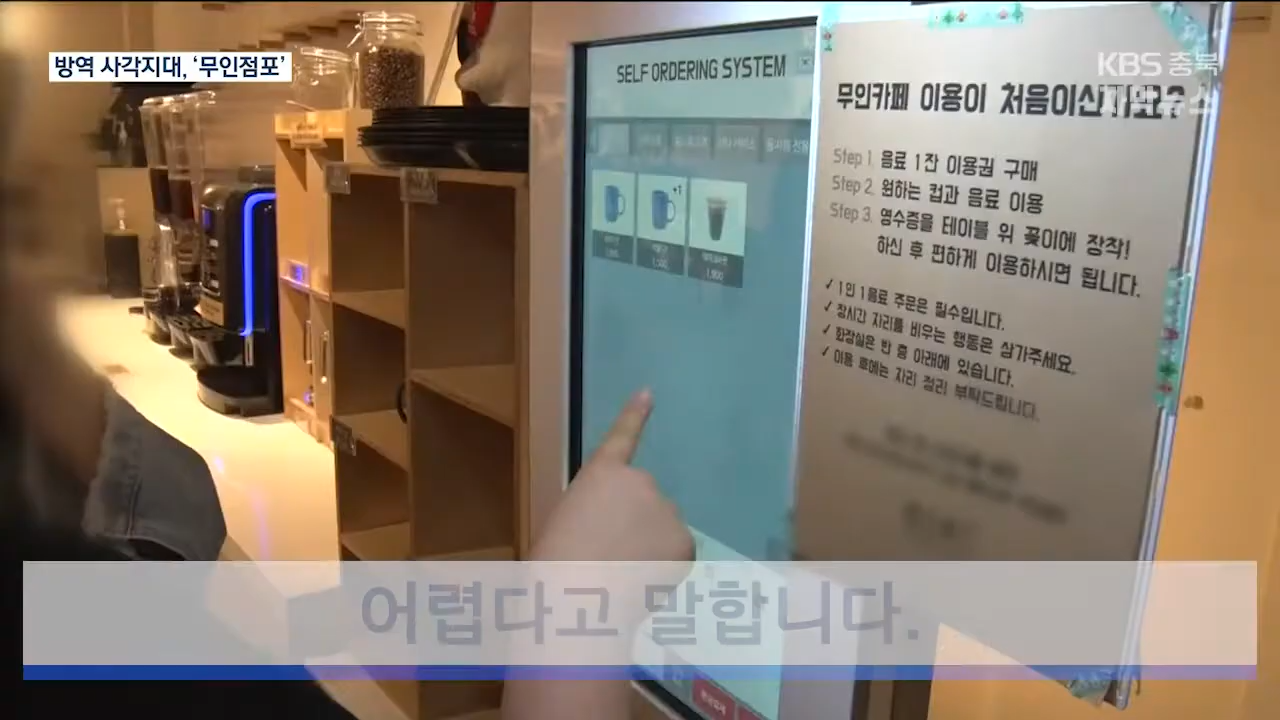 방역 사각지대, ‘무인점포’
KBS 충북
자막뉴스
SELF ORDERING SYSTEM
무인카페 이용이 처음이신가요?
Step 1. 음료 1잔 이용권 구매
Step 2. 원하는 컵과 음료 이용
Step 3. 영수증을 테이블 위 꽂이에 장착!
하신 후 편하게 이용하시면 됩니다.
✓ 1인 1음료 주문은 필수입니다.
✓ 장시간 자리를 비우는 행동은 삼가주세요.
✓ 화장실은 반 층 아래에 있습니다.
✓ 이용 후에는 자리 정리 부탁드립니다.
어렵다고 말합니다.